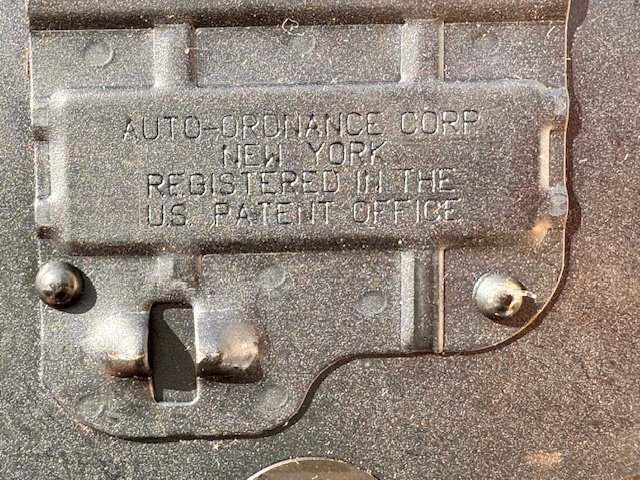 AUTO-ORDNANCE CORP.
NEW YORK
REGISTERED IN THE
U.S. PATENT OFFICE